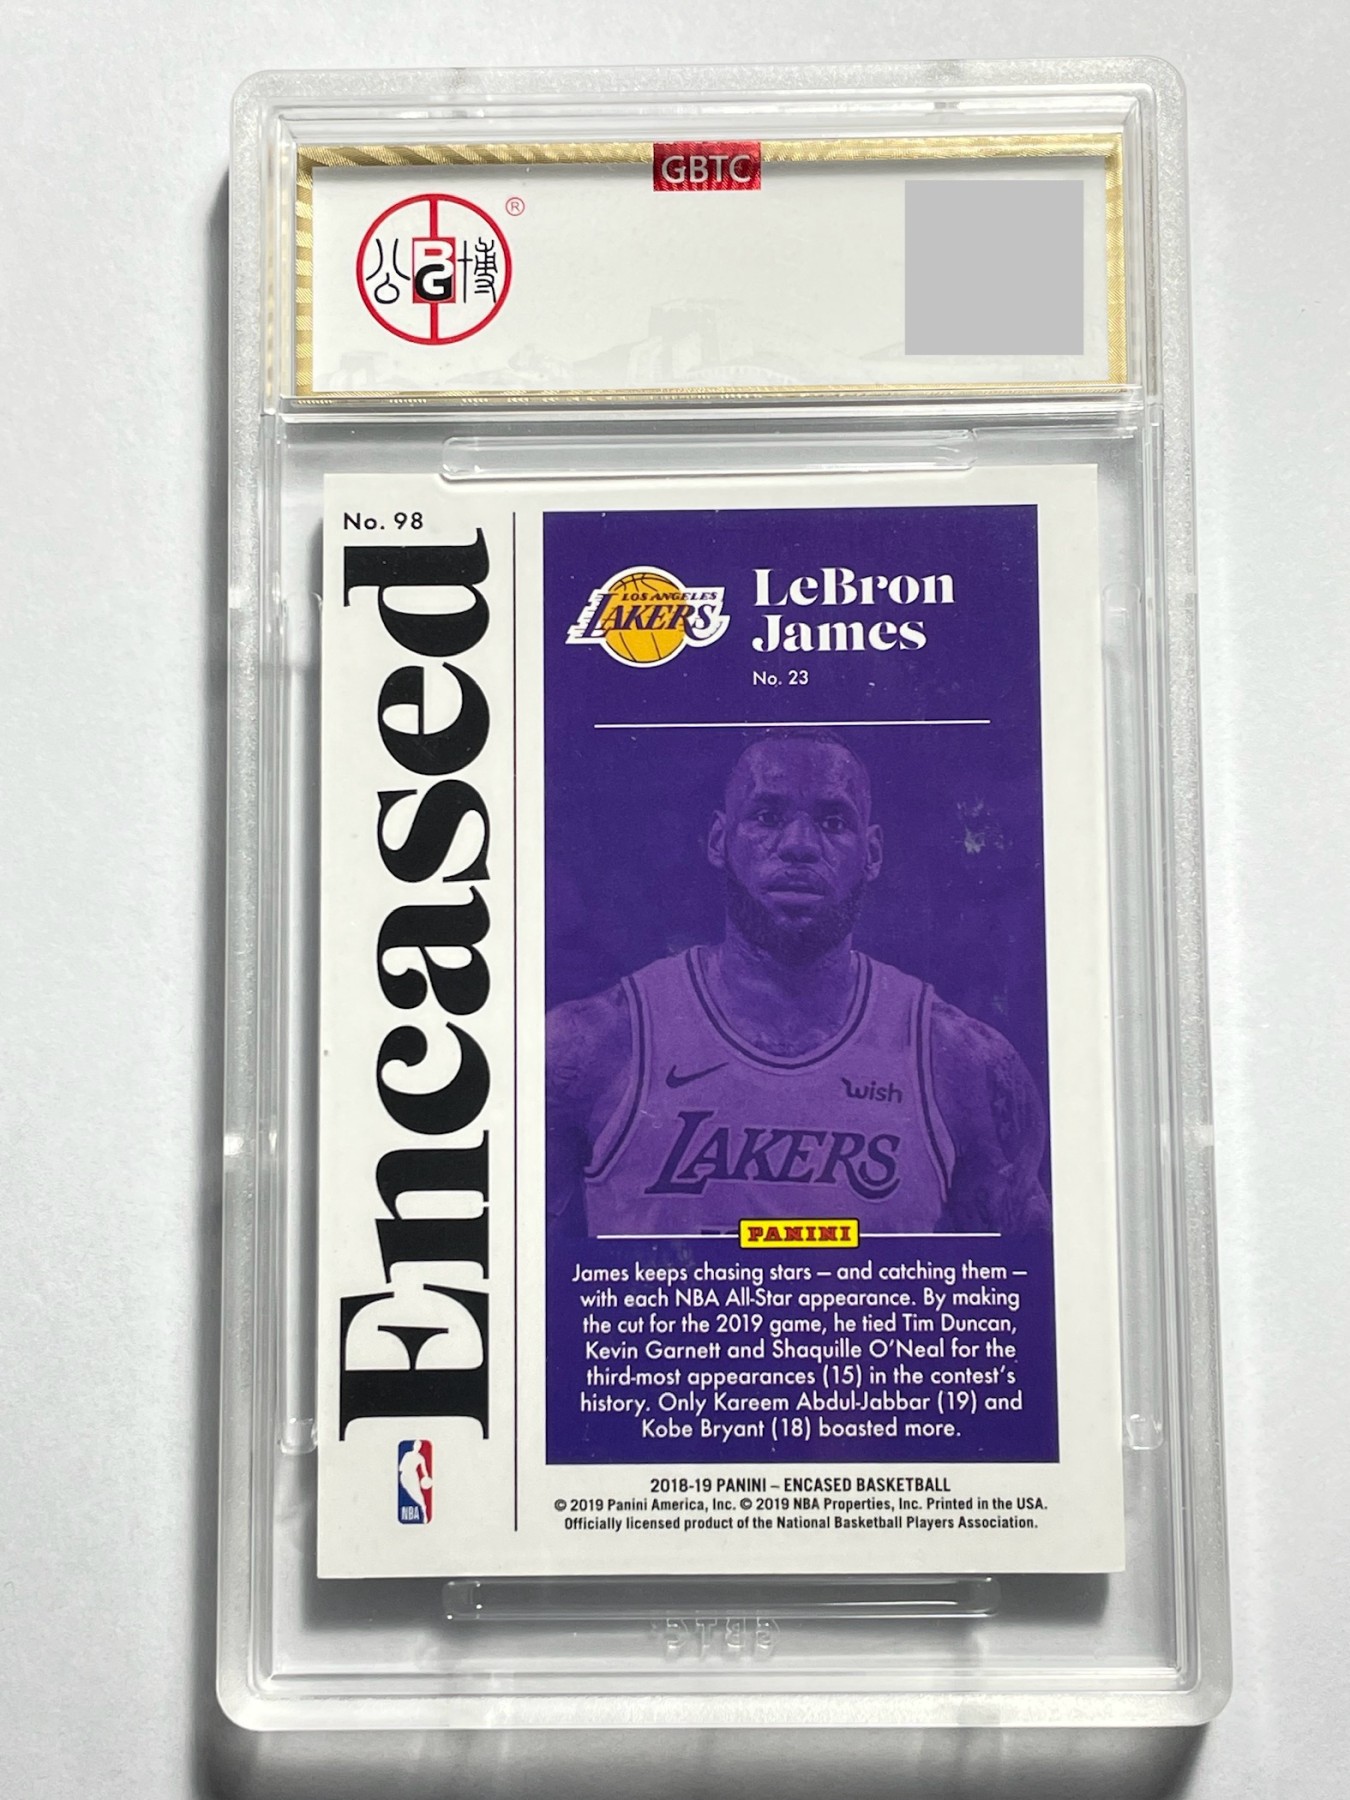 GBTC
公 BG 博 ®
No. 98
Encased
LOS ANGELES
LAKERS
LeBron
James
No. 23
wish
LAKERS
PANINI
James keeps chasing stars – and catching them –
with each NBA All-Star appearance. By making
the cut for the 2019 game, he tied Tim Duncan,
Kevin Garnett and Shaquille O'Neal for the
third-most appearances (15) in the contest's
history. Only Kareem Abdul-Jabbar (19) and
Kobe Bryant (18) boasted more.
NBA
2018-19 PANINI – ENCASED BASKETBALL
© 2019 Panini America, Inc. © 2019 NBA Properties, Inc. Printed in the USA.
Officially licensed product of the National Basketball Players Association.
GBTC